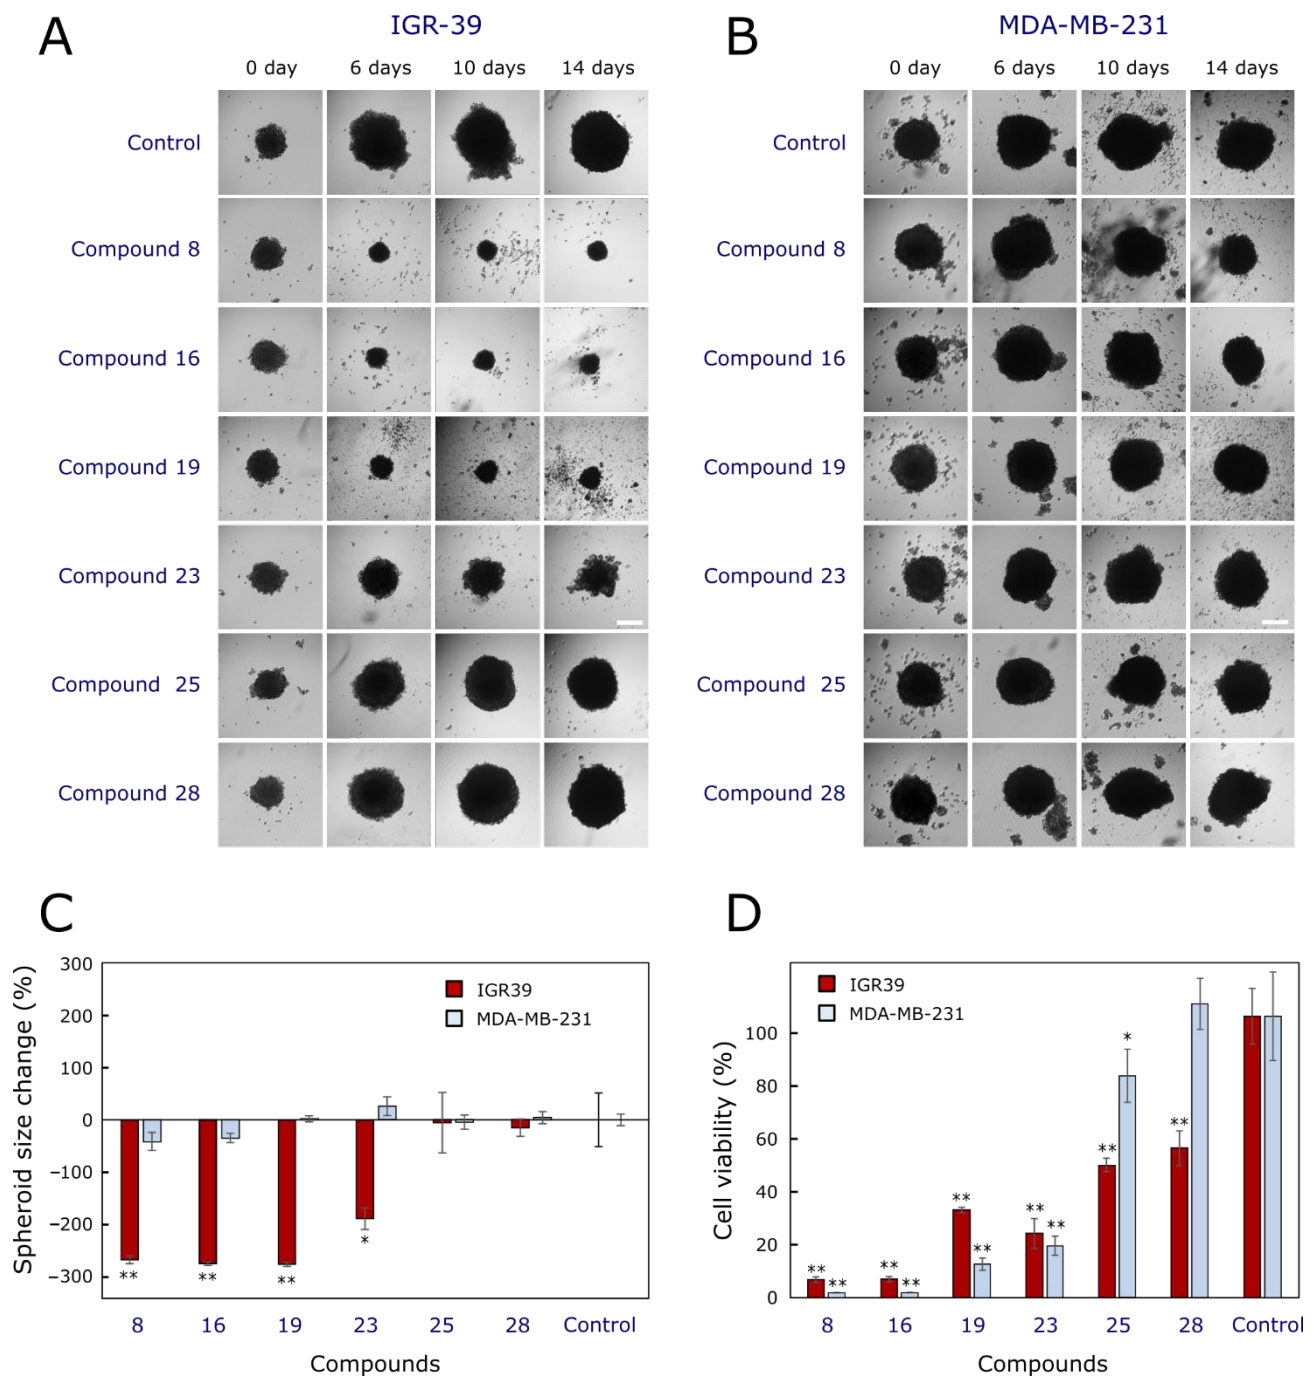 A
IGR-39
0 day 6 days 10 days 14 days
Control
Compound 8
Compound 16
Compound 19
Compound 23
Compound 25
Compound 28
B
MDA-MB-231
0 day 6 days 10 days 14 days
Control
Compound 8
Compound 16
Compound 19
Compound 23
Compound 25
Compound 28
C
Spheroid size change (%)
300
200
100
0
−100
−200
−300
IGR39
MDA-MB-231
** ** ** *
8 16 19 23 25 28 Control
Compounds
D
Cell viability (%)
100
80
60
40
20
0
IGR39
MDA-MB-231
** ** ** ** ** ** ** ** ** * **
8 16 19 23 25 28 Control
Compounds